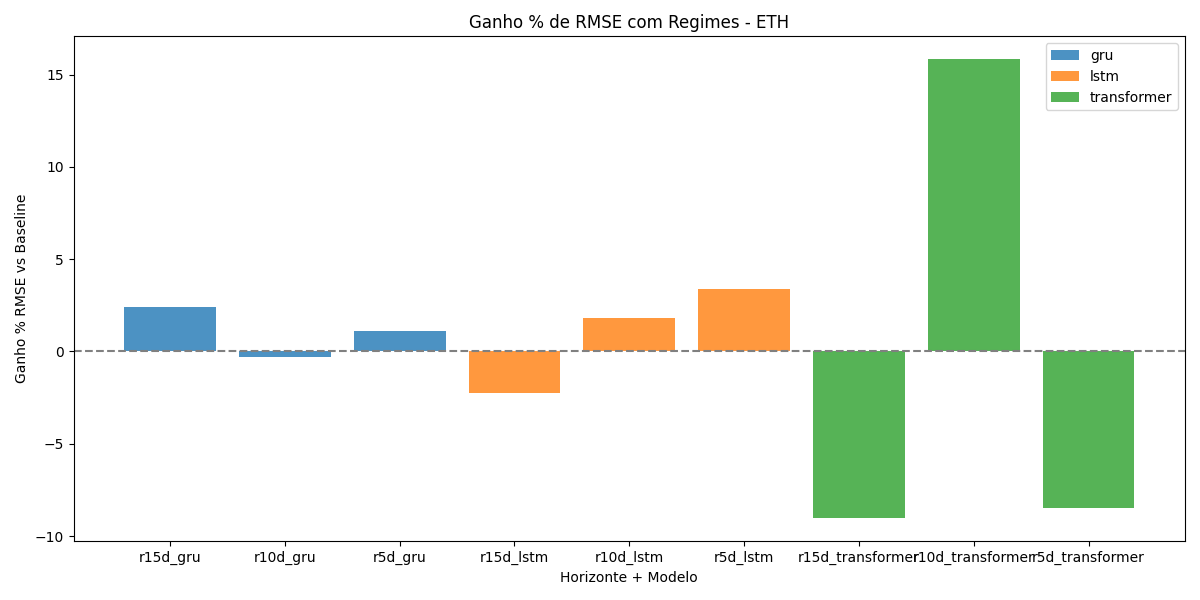 Ganho % de RMSE com Regimes - ETH
gru
lstm
transformer
Ganho % RMSE vs Baseline
15
10
5
0
−5
−10
r15d_gru
r10d_gru
r5d_gru
r15d_lstm
r10d_lstm
r5d_lstm
r15d_transformer
r10d_transformer
r5d_transformer
Horizonte + Modelo